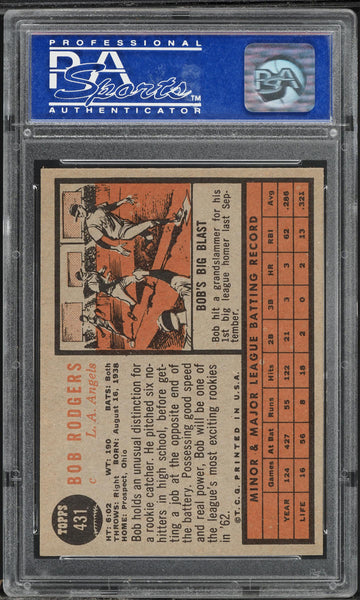 PROFESSIONAL
PSA
Sports™
AUTHENTICATOR
PSA
TOPPS
431
BOB RODGERS
c L. A. Angels
HT: 6:02 WT: 190 BATS: Both
THROWS: Right BORN: August 16, 1938
HOME: Prospect, Ohio
Bob holds an unusual distinction for
a rookie catcher. He pitched six no-
hitters in high school, before get-
ting a job at the opposite end of
the battery. Possessing good speed
and real power, Bob will be one of
the league's most exciting rookies
in '62.
BOB'S BIG BLAST
Bob hit a grandslammer for his
1st big league homer last Sep-
tember.
© T.C.G. PRINTED IN U.S.A.
MINOR & MAJOR LEAGUE BATTING RECORD
Games At Bat Runs Hits 2B 3B HR RBI Avg
YEAR 124 427 55 122 21 3 3 62 .286
LIFE 16 56 8 18 2 0 2 13 .321